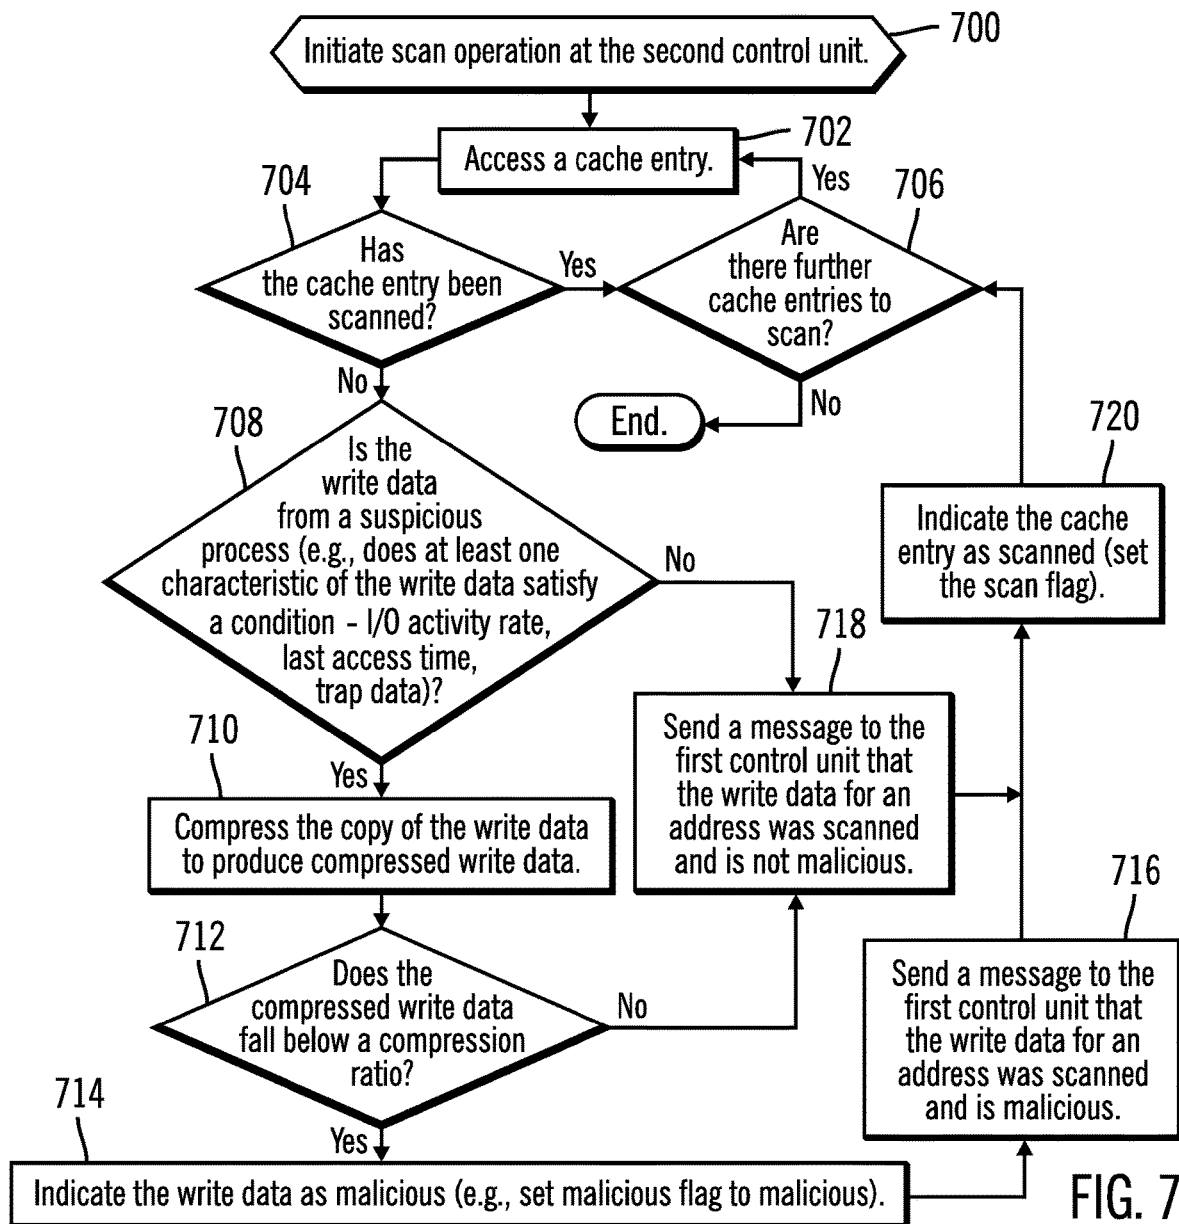 700
Initiate scan operation at the second control unit.
702
Access a cache entry.
704
Has
the cache entry been
scanned?
Yes
No
706
Yes
Are
there further
cache entries to
scan?
No
End.
708
Is the
write data
from a suspicious
process (e.g., does at least one
characteristic of the write data satisfy
a condition - I/O activity rate,
last access time,
trap data)?
No
Yes
720
Indicate the cache
entry as scanned (set
the scan flag).
718
Send a message to the
first control unit that
the write data for an
address was scanned
and is not malicious.
710
Compress the copy of the write data
to produce compressed write data.
712
Does the
compressed write data
fall below a compression
ratio?
No
Yes
716
Send a message to the
first control unit that
the write data for an
address was scanned
and is malicious.
714
Indicate the write data as malicious (e.g., set malicious flag to malicious).
FIG. 7